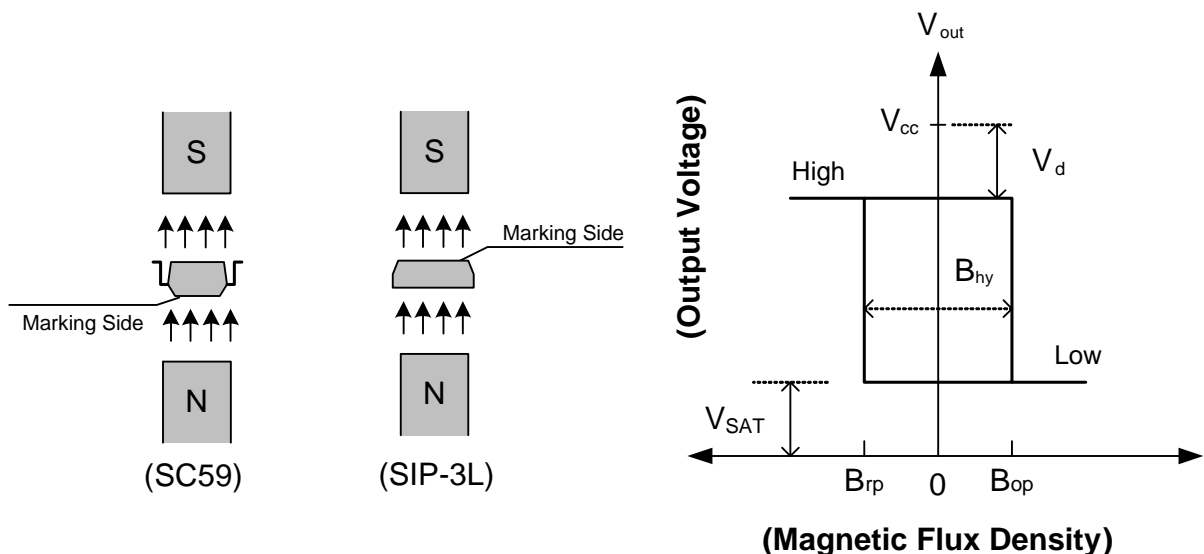 S
S
Marking Side
Marking Side
N
N
(SC59)
(SIP-3L)
Vout
(Output Voltage)
Vcc
Vd
High
Bhy
Low
VSAT
Brp
0
Bop
(Magnetic Flux Density)